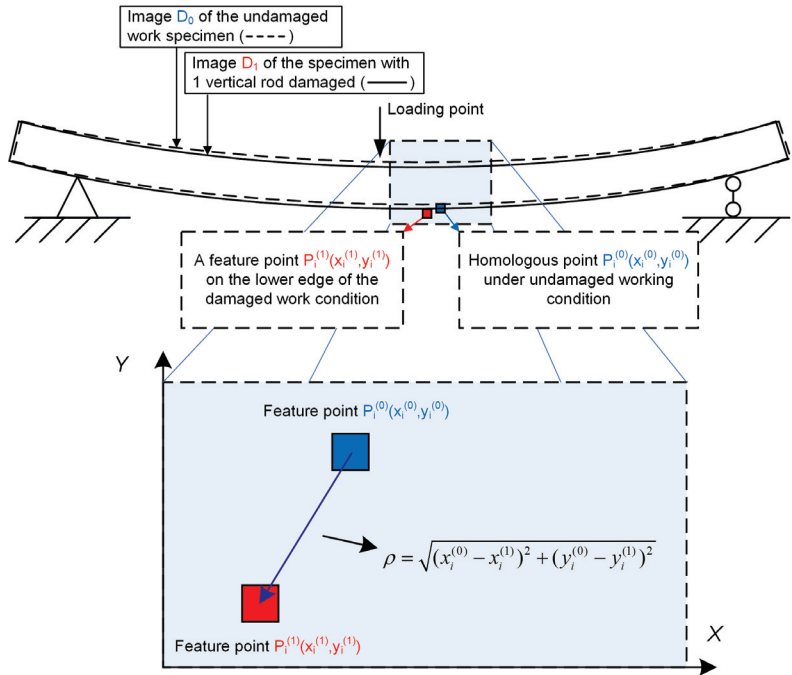 Image D₀ of the undamaged
work specimen (----)
Image D₁ of the specimen with
1 vertical rod damaged (——)
Loading point
A feature point Pᵢ⁽¹⁾(xᵢ⁽¹⁾,yᵢ⁽¹⁾)
on the lower edge of the
damaged work condition
Homologous point Pᵢ⁽⁰⁾(xᵢ⁽⁰⁾,yᵢ⁽⁰⁾)
under undamaged working
condition
Y
Feature point Pᵢ⁽⁰⁾(xᵢ⁽⁰⁾,yᵢ⁽⁰⁾)
ρ = √((xᵢ⁽⁰⁾ − xᵢ⁽¹⁾)² + (yᵢ⁽⁰⁾ − yᵢ⁽¹⁾)²)
Feature point Pᵢ⁽¹⁾(xᵢ⁽¹⁾,yᵢ⁽¹⁾)
X